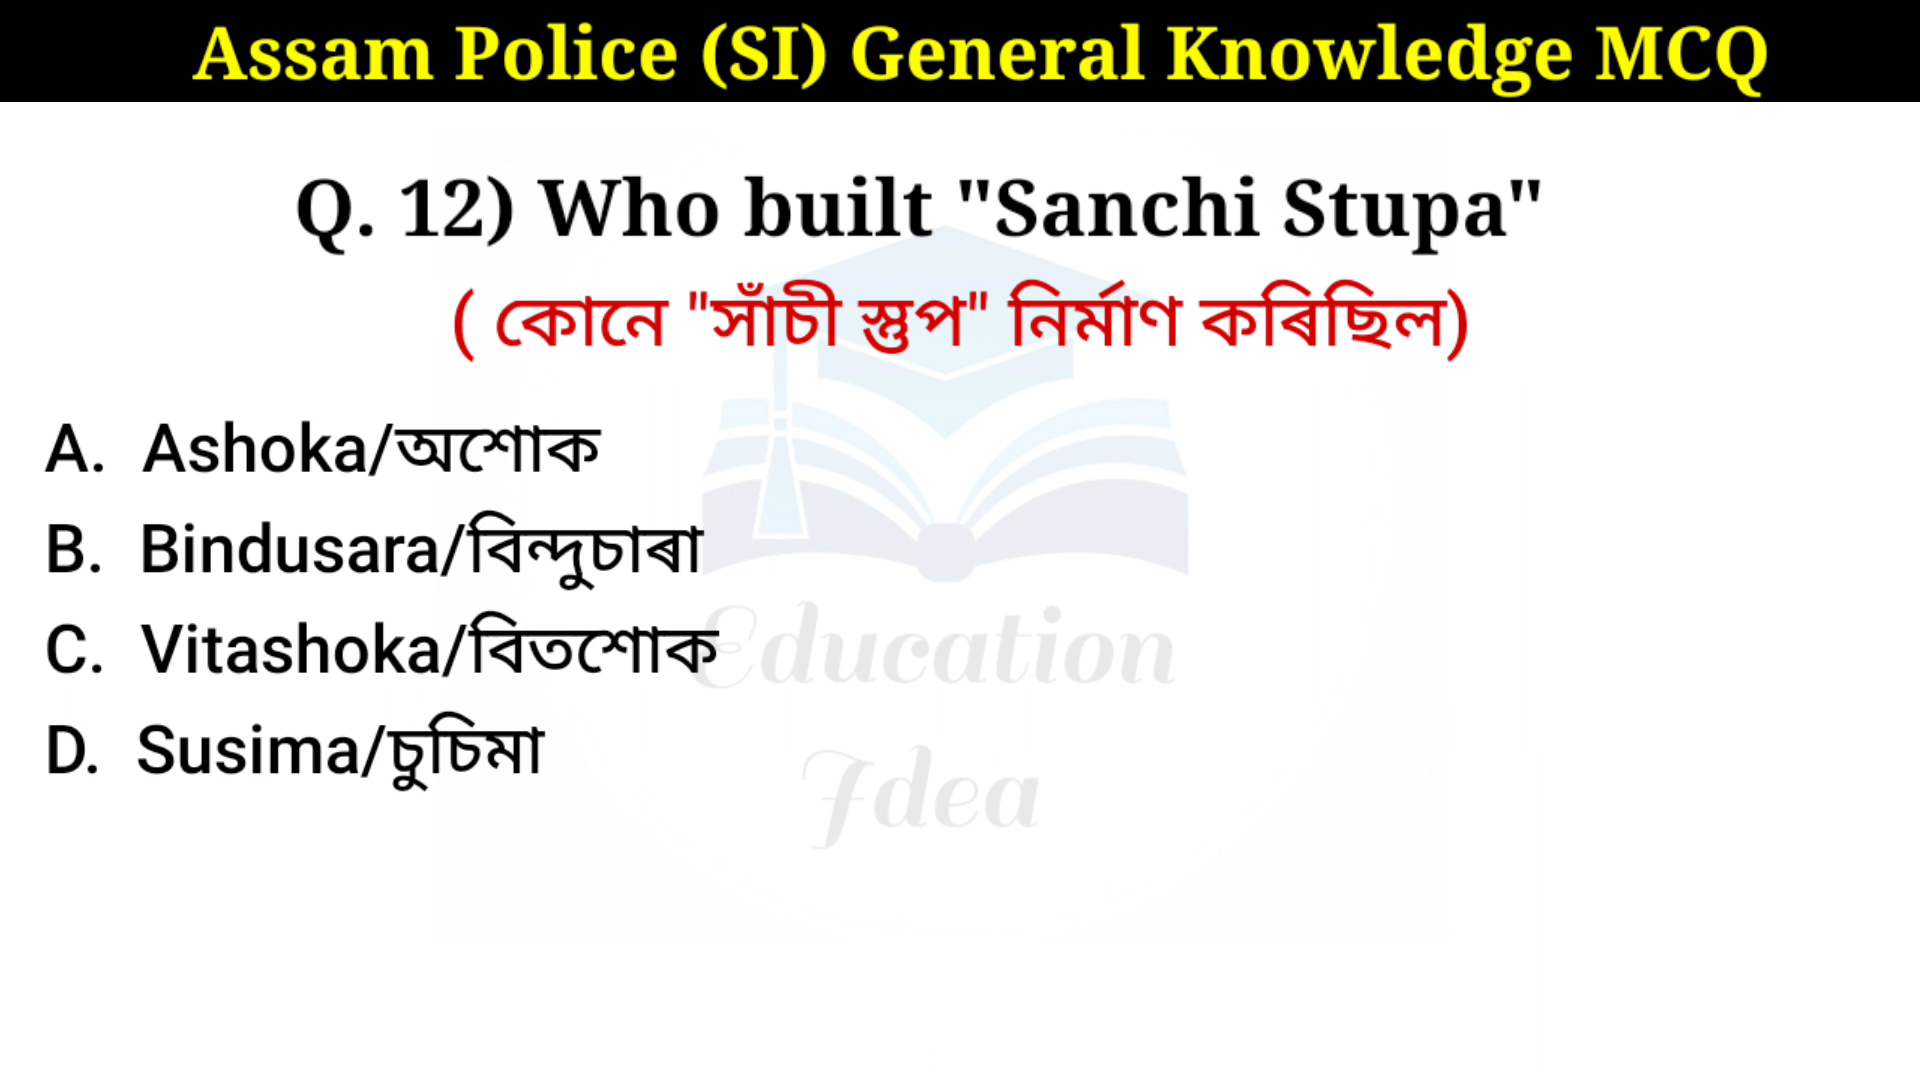 Assam Police (SI) General Knowledge MCQ
Q. 12) Who built "Sanchi Stupa"
( কোনে "সাঁচী স্তুপ" নিৰ্মাণ কৰিছিল)
A. Ashoka/অশোক
B. Bindusara/বিন্দুচাৰা
C. Vitashoka/বিতশোক
D. Susima/চুচিমা
Education
Idea